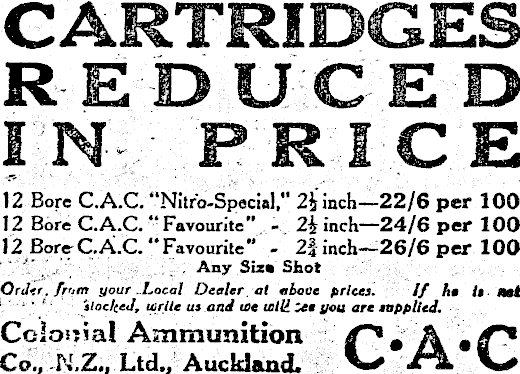 CARTRIDGES
REDUCED
IN PRICE
12 Bore C.A.C. "Nitro-Special," 2½ inch—22/6 per 100
12 Bore C.A.C. "Favourite" - 2½ inch—24/6 per 100
12 Bore C.A.C. "Favourite" - 2¾ inch—26/6 per 100
Any Size Shot
Order from your Local Dealer at above prices. If he is not
stocked, write us and we will see you are supplied.
Colonial Ammunition
Co., N.Z., Ltd., Auckland.
C·A·C